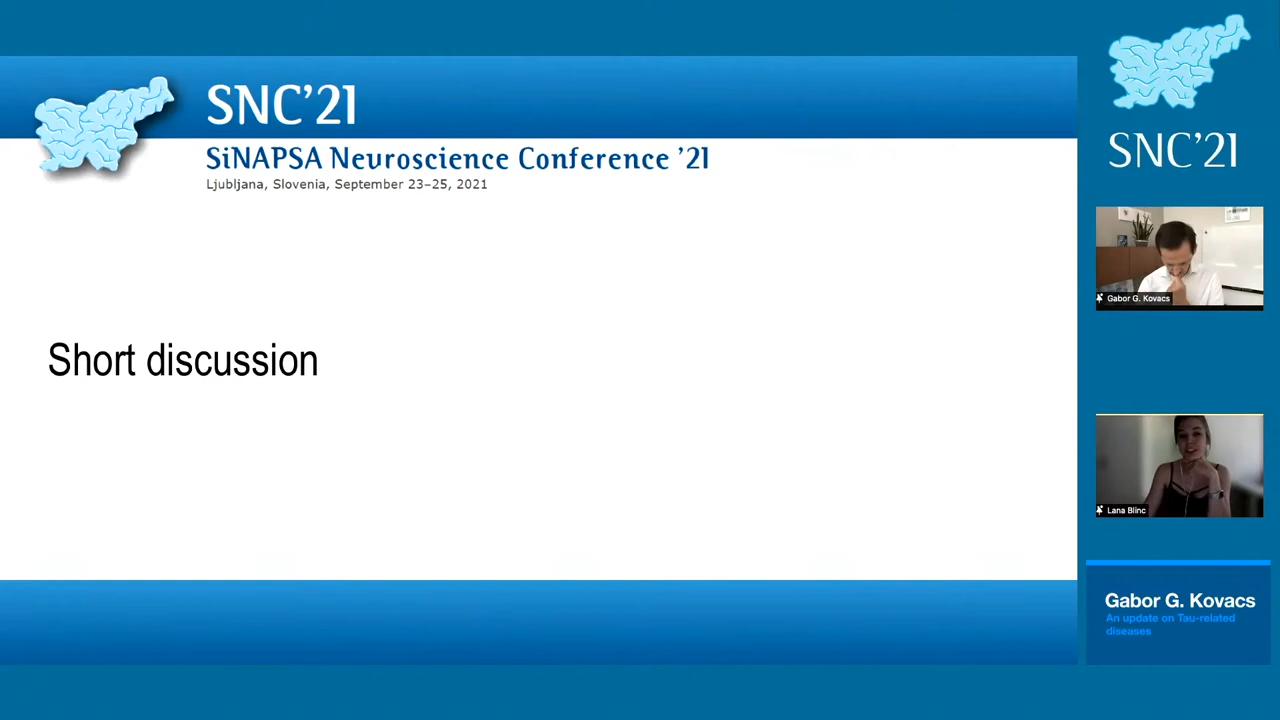 SNC'21
SiNAPSA Neuroscience Conference '21
Ljubljana, Slovenia, September 23–25, 2021
Short discussion
SNC'21
Gabor G. Kovacs
Lana Blinc
Gabor G. Kovacs
An update on Tau-related
diseases